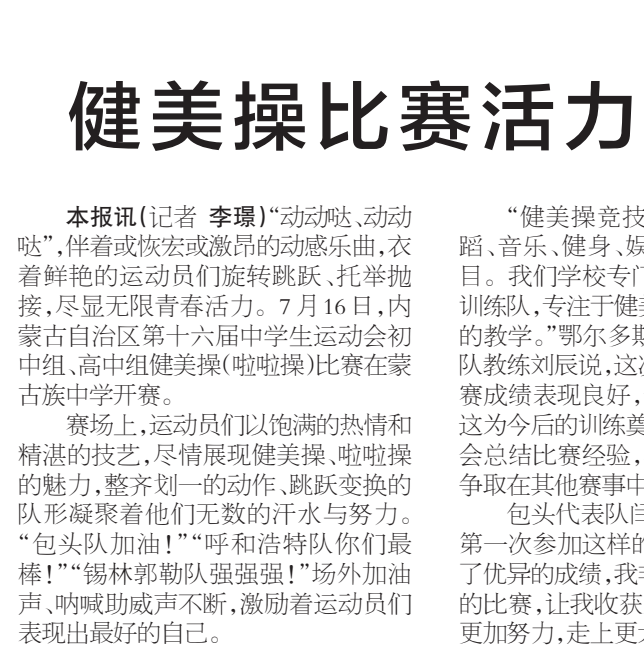 健美操比赛活力
本报讯(记者 李璟)“动动哒、动动
哒”,伴着或恢宏或激昂的动感乐曲,衣
着鲜艳的运动员们旋转跳跃、托举抛
接,尽显无限青春活力。7月16日,内
蒙古自治区第十六届中学生运动会初
中组、高中组健美操(啦啦操)比赛在蒙
古族中学开赛。
赛场上,运动员们以饱满的热情和
精湛的技艺,尽情展现健美操、啦啦操
的魅力,整齐划一的动作、跳跃变换的
队形凝聚着他们无数的汗水与努力。
“包头队加油!”“呼和浩特队你们最
棒!”“锡林郭勒队强强强!”场外加油
声、呐喊助威声不断,激励着运动员们
表现出最好的自己。
“健美操竞技
蹈、音乐、健身、娱
目。我们学校专门
训练队,专注于健美
的教学。”鄂尔多斯
队教练刘辰说,这次
赛成绩表现良好,
这为今后的训练奠
会总结比赛经验,
争取在其他赛事中
包头代表队闫
第一次参加这样的
了优异的成绩,我非
的比赛,让我收获
更加努力,走上更大